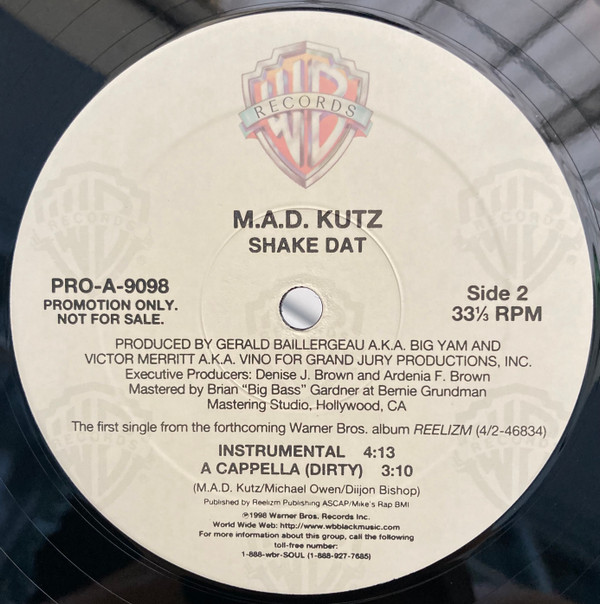 WB
RECORDS
M.A.D. KUTZ
SHAKE DAT
PRO-A-9098
PROMOTION ONLY.
NOT FOR SALE.
Side 2
33⅓ RPM
PRODUCED BY GERALD BAILLERGEAU A.K.A. BIG YAM AND
VICTOR MERRITT A.K.A. VINO FOR GRAND JURY PRODUCTIONS, INC.
Executive Producers: Denise J. Brown and Ardenia F. Brown
Mastered by Brian "Big Bass" Gardner at Bernie Grundman
Mastering Studio, Hollywood, CA
The first single from the forthcoming Warner Bros. album REELIZM (4/2-46834)
INSTRUMENTAL 4:13
A CAPPELLA (DIRTY) 3:10
(M.A.D. Kutz/Michael Owen/Diijon Bishop)
Published by Reelizm Publishing ASCAP/Mike's Rap BMI
℗1998 Warner Bros. Records Inc.
World Wide Web: http://www.wbblackmusic.com
For more information about this group, call the following
toll-free number:
1-888-wbr-SOUL (1-888-927-7685)